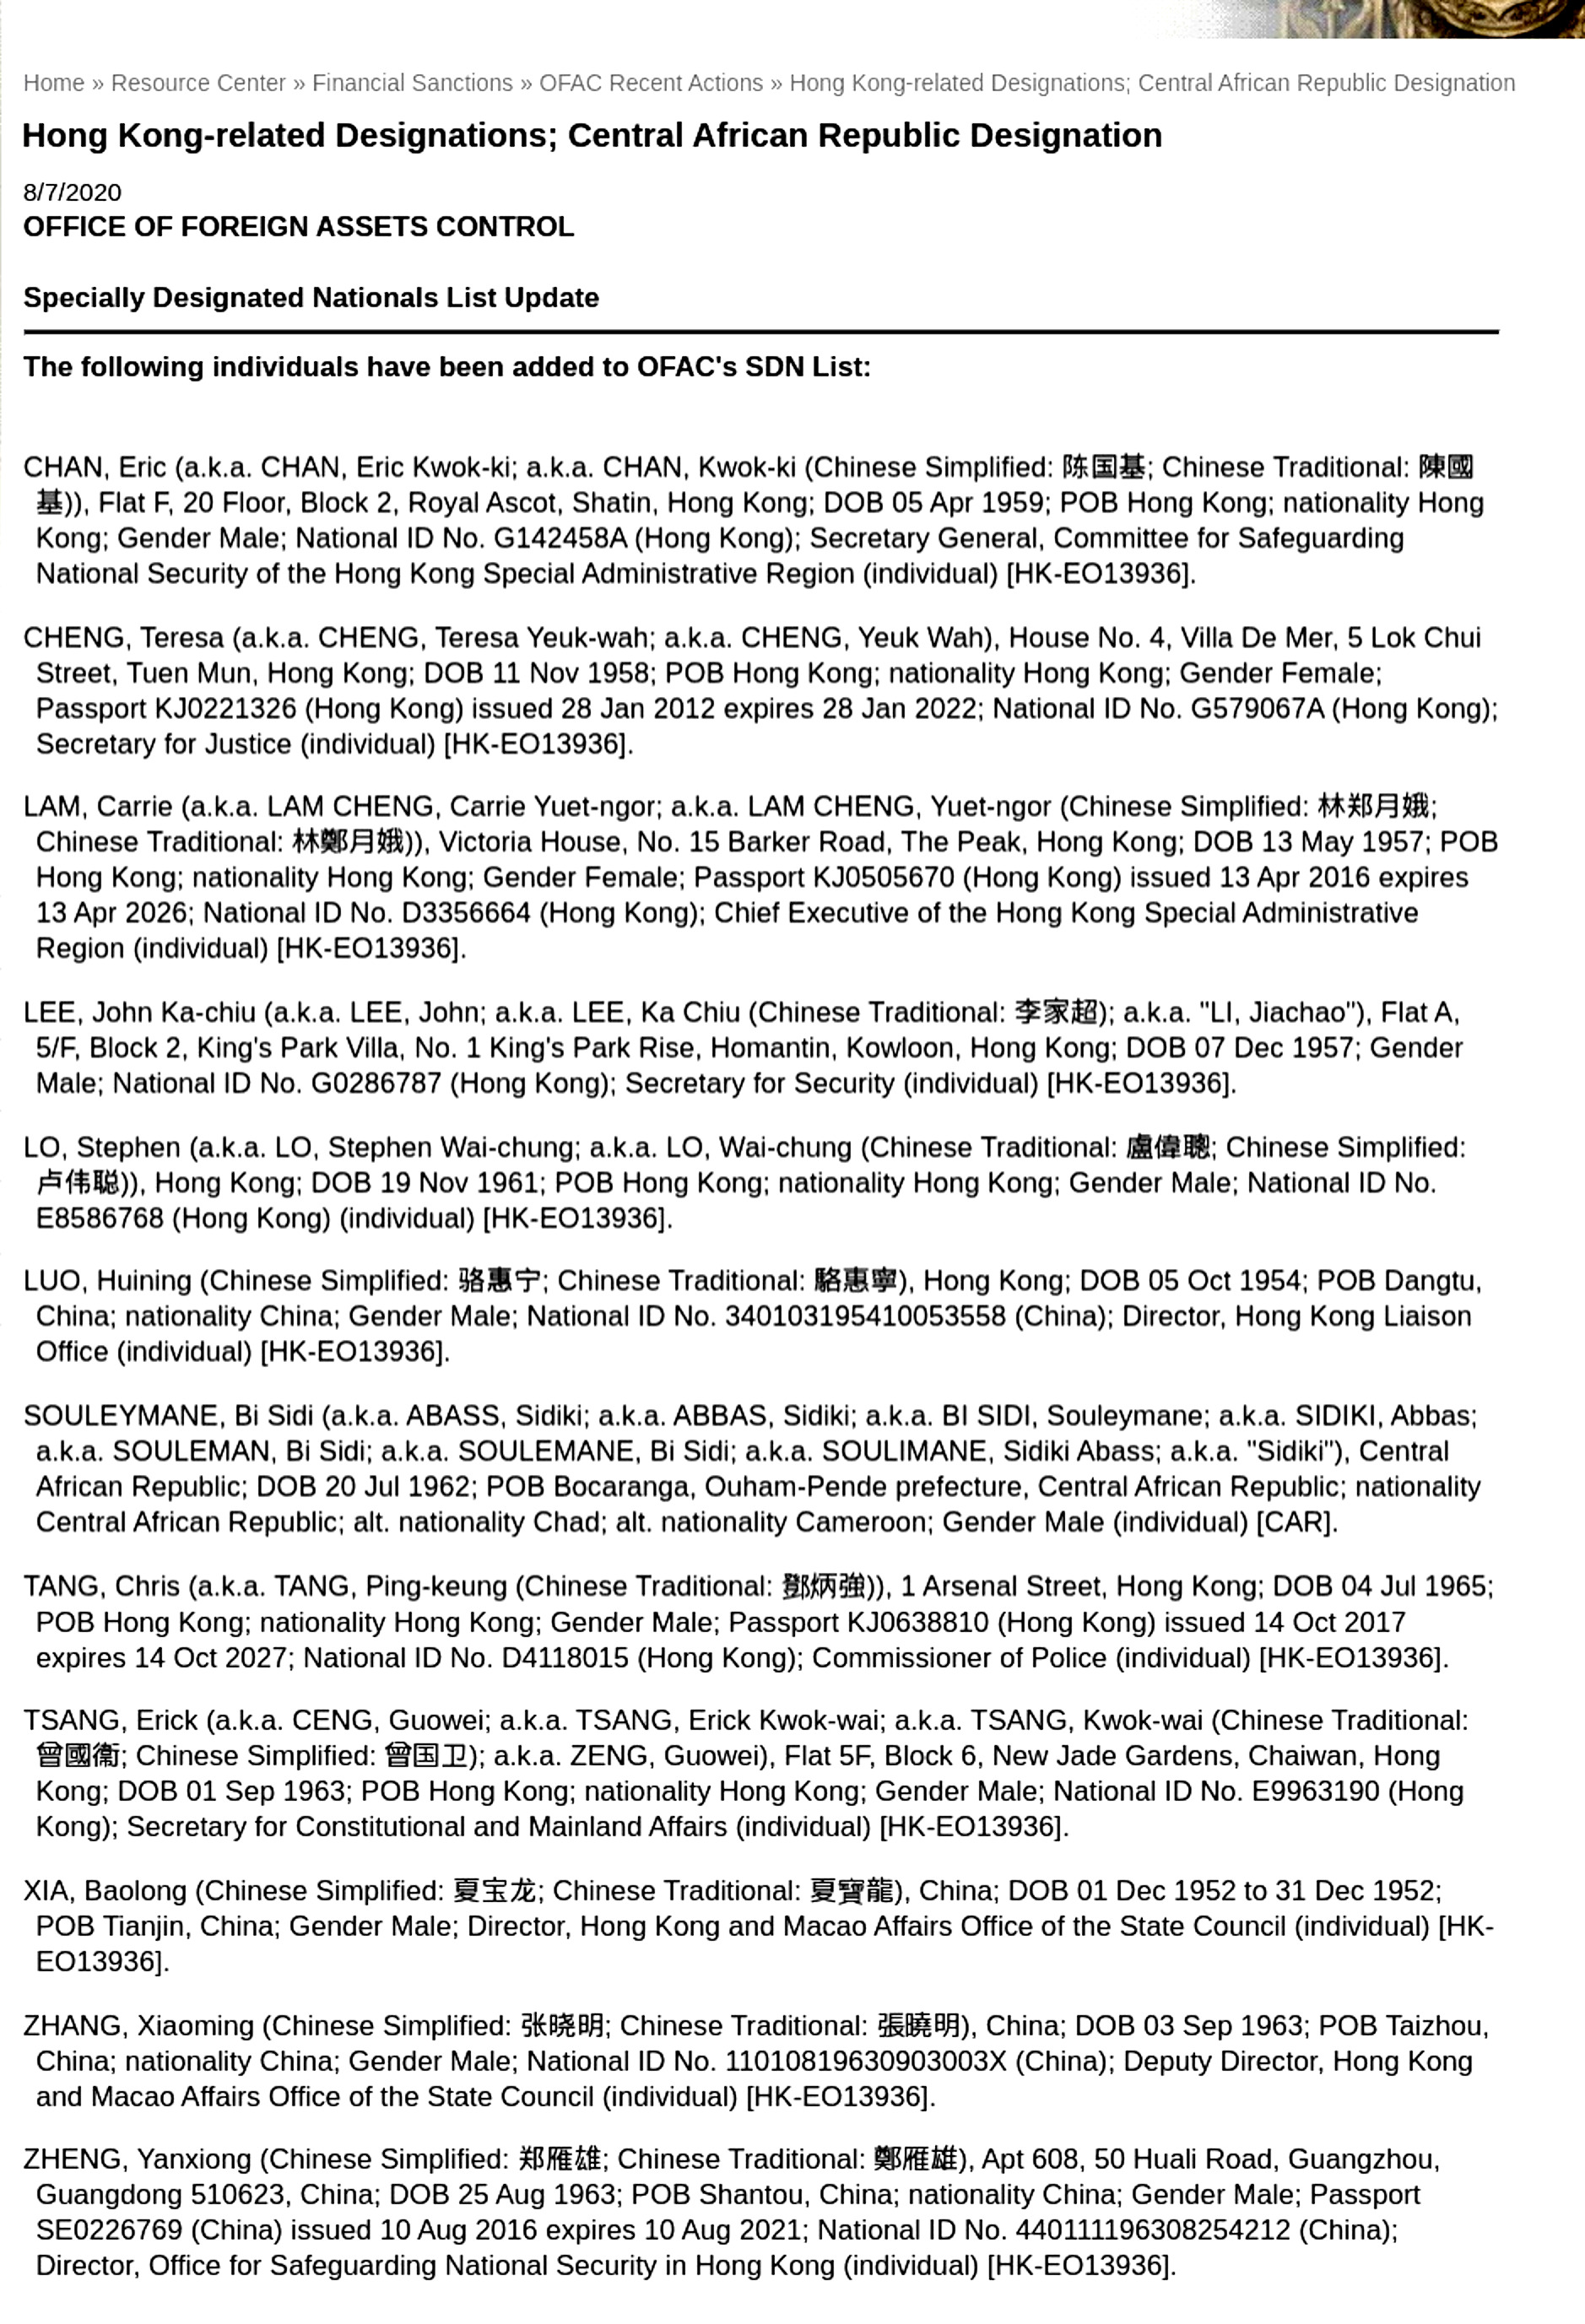 Home » Resource Center » Financial Sanctions » OFAC Recent Actions » Hong Kong-related Designations; Central African Republic Designation
Hong Kong-related Designations; Central African Republic Designation
8/7/2020
OFFICE OF FOREIGN ASSETS CONTROL
Specially Designated Nationals List Update
The following individuals have been added to OFAC's SDN List:
CHAN, Eric (a.k.a. CHAN, Eric Kwok-ki; a.k.a. CHAN, Kwok-ki (Chinese Simplified: 陈国基; Chinese Traditional: 陳國
基)), Flat F, 20 Floor, Block 2, Royal Ascot, Shatin, Hong Kong; DOB 05 Apr 1959; POB Hong Kong; nationality Hong
Kong; Gender Male; National ID No. G142458A (Hong Kong); Secretary General, Committee for Safeguarding
National Security of the Hong Kong Special Administrative Region (individual) [HK-EO13936].
CHENG, Teresa (a.k.a. CHENG, Teresa Yeuk-wah; a.k.a. CHENG, Yeuk Wah), House No. 4, Villa De Mer, 5 Lok Chui
Street, Tuen Mun, Hong Kong; DOB 11 Nov 1958; POB Hong Kong; nationality Hong Kong; Gender Female;
Passport KJ0221326 (Hong Kong) issued 28 Jan 2012 expires 28 Jan 2022; National ID No. G579067A (Hong Kong);
Secretary for Justice (individual) [HK-EO13936].
LAM, Carrie (a.k.a. LAM CHENG, Carrie Yuet-ngor; a.k.a. LAM CHENG, Yuet-ngor (Chinese Simplified: 林郑月娥;
Chinese Traditional: 林鄭月娥)), Victoria House, No. 15 Barker Road, The Peak, Hong Kong; DOB 13 May 1957; POB
Hong Kong; nationality Hong Kong; Gender Female; Passport KJ0505670 (Hong Kong) issued 13 Apr 2016 expires
13 Apr 2026; National ID No. D3356664 (Hong Kong); Chief Executive of the Hong Kong Special Administrative
Region (individual) [HK-EO13936].
LEE, John Ka-chiu (a.k.a. LEE, John; a.k.a. LEE, Ka Chiu (Chinese Traditional: 李家超); a.k.a. "LI, Jiachao"), Flat A,
5/F, Block 2, King's Park Villa, No. 1 King's Park Rise, Homantin, Kowloon, Hong Kong; DOB 07 Dec 1957; Gender
Male; National ID No. G0286787 (Hong Kong); Secretary for Security (individual) [HK-EO13936].
LO, Stephen (a.k.a. LO, Stephen Wai-chung; a.k.a. LO, Wai-chung (Chinese Traditional: 盧偉聰; Chinese Simplified:
卢伟聪)), Hong Kong; DOB 19 Nov 1961; POB Hong Kong; nationality Hong Kong; Gender Male; National ID No.
E8586768 (Hong Kong) (individual) [HK-EO13936].
LUO, Huining (Chinese Simplified: 骆惠宁; Chinese Traditional: 駱惠寧), Hong Kong; DOB 05 Oct 1954; POB Dangtu,
China; nationality China; Gender Male; National ID No. 340103195410053558 (China); Director, Hong Kong Liaison
Office (individual) [HK-EO13936].
SOULEYMANE, Bi Sidi (a.k.a. ABASS, Sidiki; a.k.a. ABBAS, Sidiki; a.k.a. BI SIDI, Souleymane; a.k.a. SIDIKI, Abbas;
a.k.a. SOULEMAN, Bi Sidi; a.k.a. SOULEMANE, Bi Sidi; a.k.a. SOULIMANE, Sidiki Abass; a.k.a. "Sidiki"), Central
African Republic; DOB 20 Jul 1962; POB Bocaranga, Ouham-Pende prefecture, Central African Republic; nationality
Central African Republic; alt. nationality Chad; alt. nationality Cameroon; Gender Male (individual) [CAR].
TANG, Chris (a.k.a. TANG, Ping-keung (Chinese Traditional: 鄧炳強)), 1 Arsenal Street, Hong Kong; DOB 04 Jul 1965;
POB Hong Kong; nationality Hong Kong; Gender Male; Passport KJ0638810 (Hong Kong) issued 14 Oct 2017
expires 14 Oct 2027; National ID No. D4118015 (Hong Kong); Commissioner of Police (individual) [HK-EO13936].
TSANG, Erick (a.k.a. CENG, Guowei; a.k.a. TSANG, Erick Kwok-wai; a.k.a. TSANG, Kwok-wai (Chinese Traditional:
曾國衞; Chinese Simplified: 曾国卫); a.k.a. ZENG, Guowei), Flat 5F, Block 6, New Jade Gardens, Chaiwan, Hong
Kong; DOB 01 Sep 1963; POB Hong Kong; nationality Hong Kong; Gender Male; National ID No. E9963190 (Hong
Kong); Secretary for Constitutional and Mainland Affairs (individual) [HK-EO13936].
XIA, Baolong (Chinese Simplified: 夏宝龙; Chinese Traditional: 夏寶龍), China; DOB 01 Dec 1952 to 31 Dec 1952;
POB Tianjin, China; Gender Male; Director, Hong Kong and Macao Affairs Office of the State Council (individual) [HK-
EO13936].
ZHANG, Xiaoming (Chinese Simplified: 张晓明; Chinese Traditional: 張曉明), China; DOB 03 Sep 1963; POB Taizhou,
China; nationality China; Gender Male; National ID No. 11010819630903003X (China); Deputy Director, Hong Kong
and Macao Affairs Office of the State Council (individual) [HK-EO13936].
ZHENG, Yanxiong (Chinese Simplified: 郑雁雄; Chinese Traditional: 鄭雁雄), Apt 608, 50 Huali Road, Guangzhou,
Guangdong 510623, China; DOB 25 Aug 1963; POB Shantou, China; nationality China; Gender Male; Passport
SE0226769 (China) issued 10 Aug 2016 expires 10 Aug 2021; National ID No. 440111196308254212 (China);
Director, Office for Safeguarding National Security in Hong Kong (individual) [HK-EO13936].